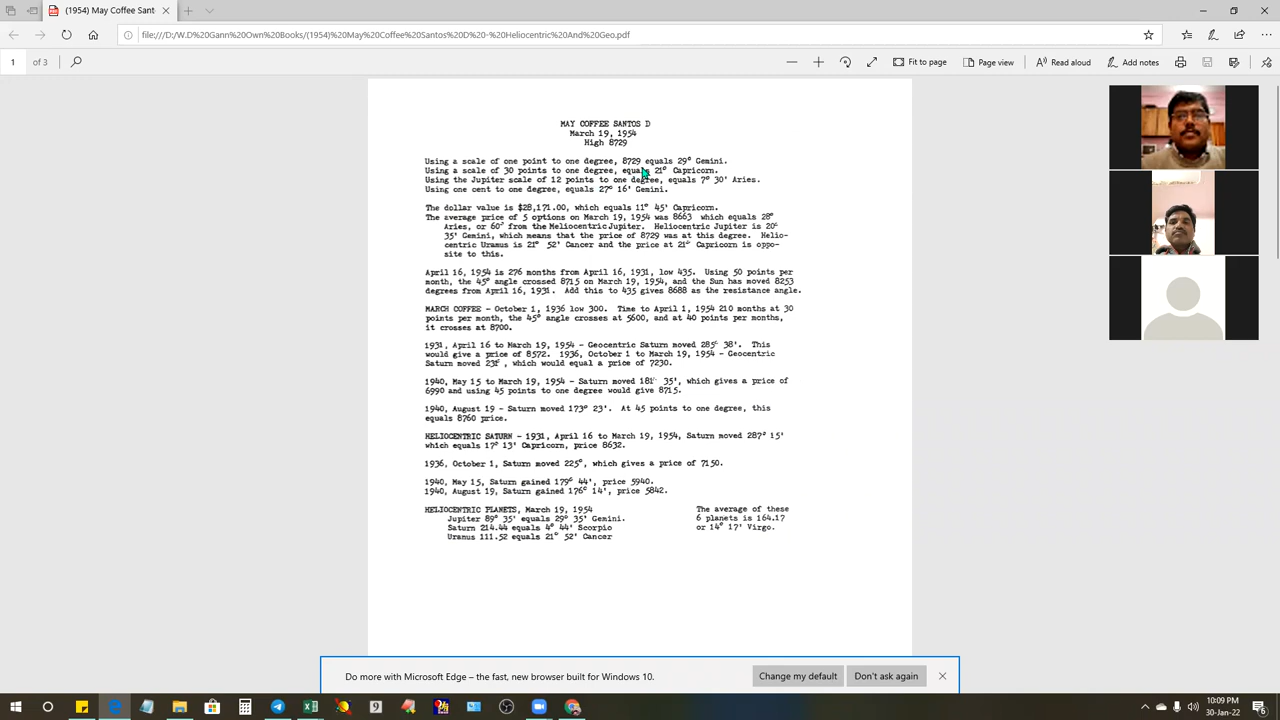 (1954) May Coffee Sant
file:///D:/W.D%20Gann%20Own%20Books/(1954)%20May%20Coffee%20Santos%20D%20-%20Heliocentric%20And%20Geo.pdf
1 of 3
Fit to page
Page view
Read aloud
Add notes
MAY COFFEE SANTOS D
March 19, 1954
High 8729
Using a scale of one point to one degree, 8729 equals 29° Gemini.
Using a scale of 30 points to one degree, equals 21° Capricorn.
Using the Jupiter scale of 12 points to one degree, equals 7° 30' Aries.
Using one cent to one degree, equals 27° 16' Gemini.
The dollar value is $28,171.00, which equals 11° 45' Capricorn.
The average price of 5 options on March 19, 1954 was 8663 which equals 28°
Aries, or 60° from the Heliocentric Jupiter. Heliocentric Jupiter is 20°
35' Gemini, which means that the price of 8729 was at this degree. Helio-
centric Uranus is 21° 52' Cancer and the price at 21° Capricorn is oppo-
site to this.
April 16, 1954 is 276 months from April 16, 1931, low 435. Using 50 points per
month, the 45° angle crossed 8715 on March 19, 1954, and the Sun has moved 8253
degrees from April 16, 1931. Add this to 435 gives 8688 as the resistance angle.
MARCH COFFEE - October 1, 1936 low 300. Time to April 1, 1954 210 months at 30
points per month, the 45° angle crosses at 5600, and at 40 points per months,
it crosses at 8700.
1931, April 16 to March 19, 1954 - Geocentric Saturn moved 285° 38'. This
would give a price of 8572. 1936, October 1 to March 19, 1954 - Geocentric
Saturn moved 231°, which would equal a price of 7230.
1940, May 15 to March 19, 1954 - Saturn moved 181° 35', which gives a price of
6990 and using 45 points to one degree would give 8715.
1940, August 19 - Saturn moved 173° 23'. At 45 points to one degree, this
equals 8760 price.
HELIOCENTRIC SATURN - 1931, April 16 to March 19, 1954, Saturn moved 287° 15'
which equals 17° 13' Capricorn, price 8632.
1936, October 1, Saturn moved 225°, which gives a price of 7150.
1940, May 15, Saturn gained 179° 44', price 5940.
1940, August 19, Saturn gained 176° 14', price 5842.
HELIOCENTRIC PLANETS, March 19, 1954
Jupiter 89° 35' equals 29° 35' Gemini.
Saturn 214.44 equals 4° 44' Scorpio
Uranus 111.52 equals 21° 52' Cancer
The average of these
6 planets is 164.17
or 14° 17' Virgo.
Do more with Microsoft Edge – the fast, new browser built for Windows 10.
Change my default
Don't ask again
10:09 PM
30-Jan-22